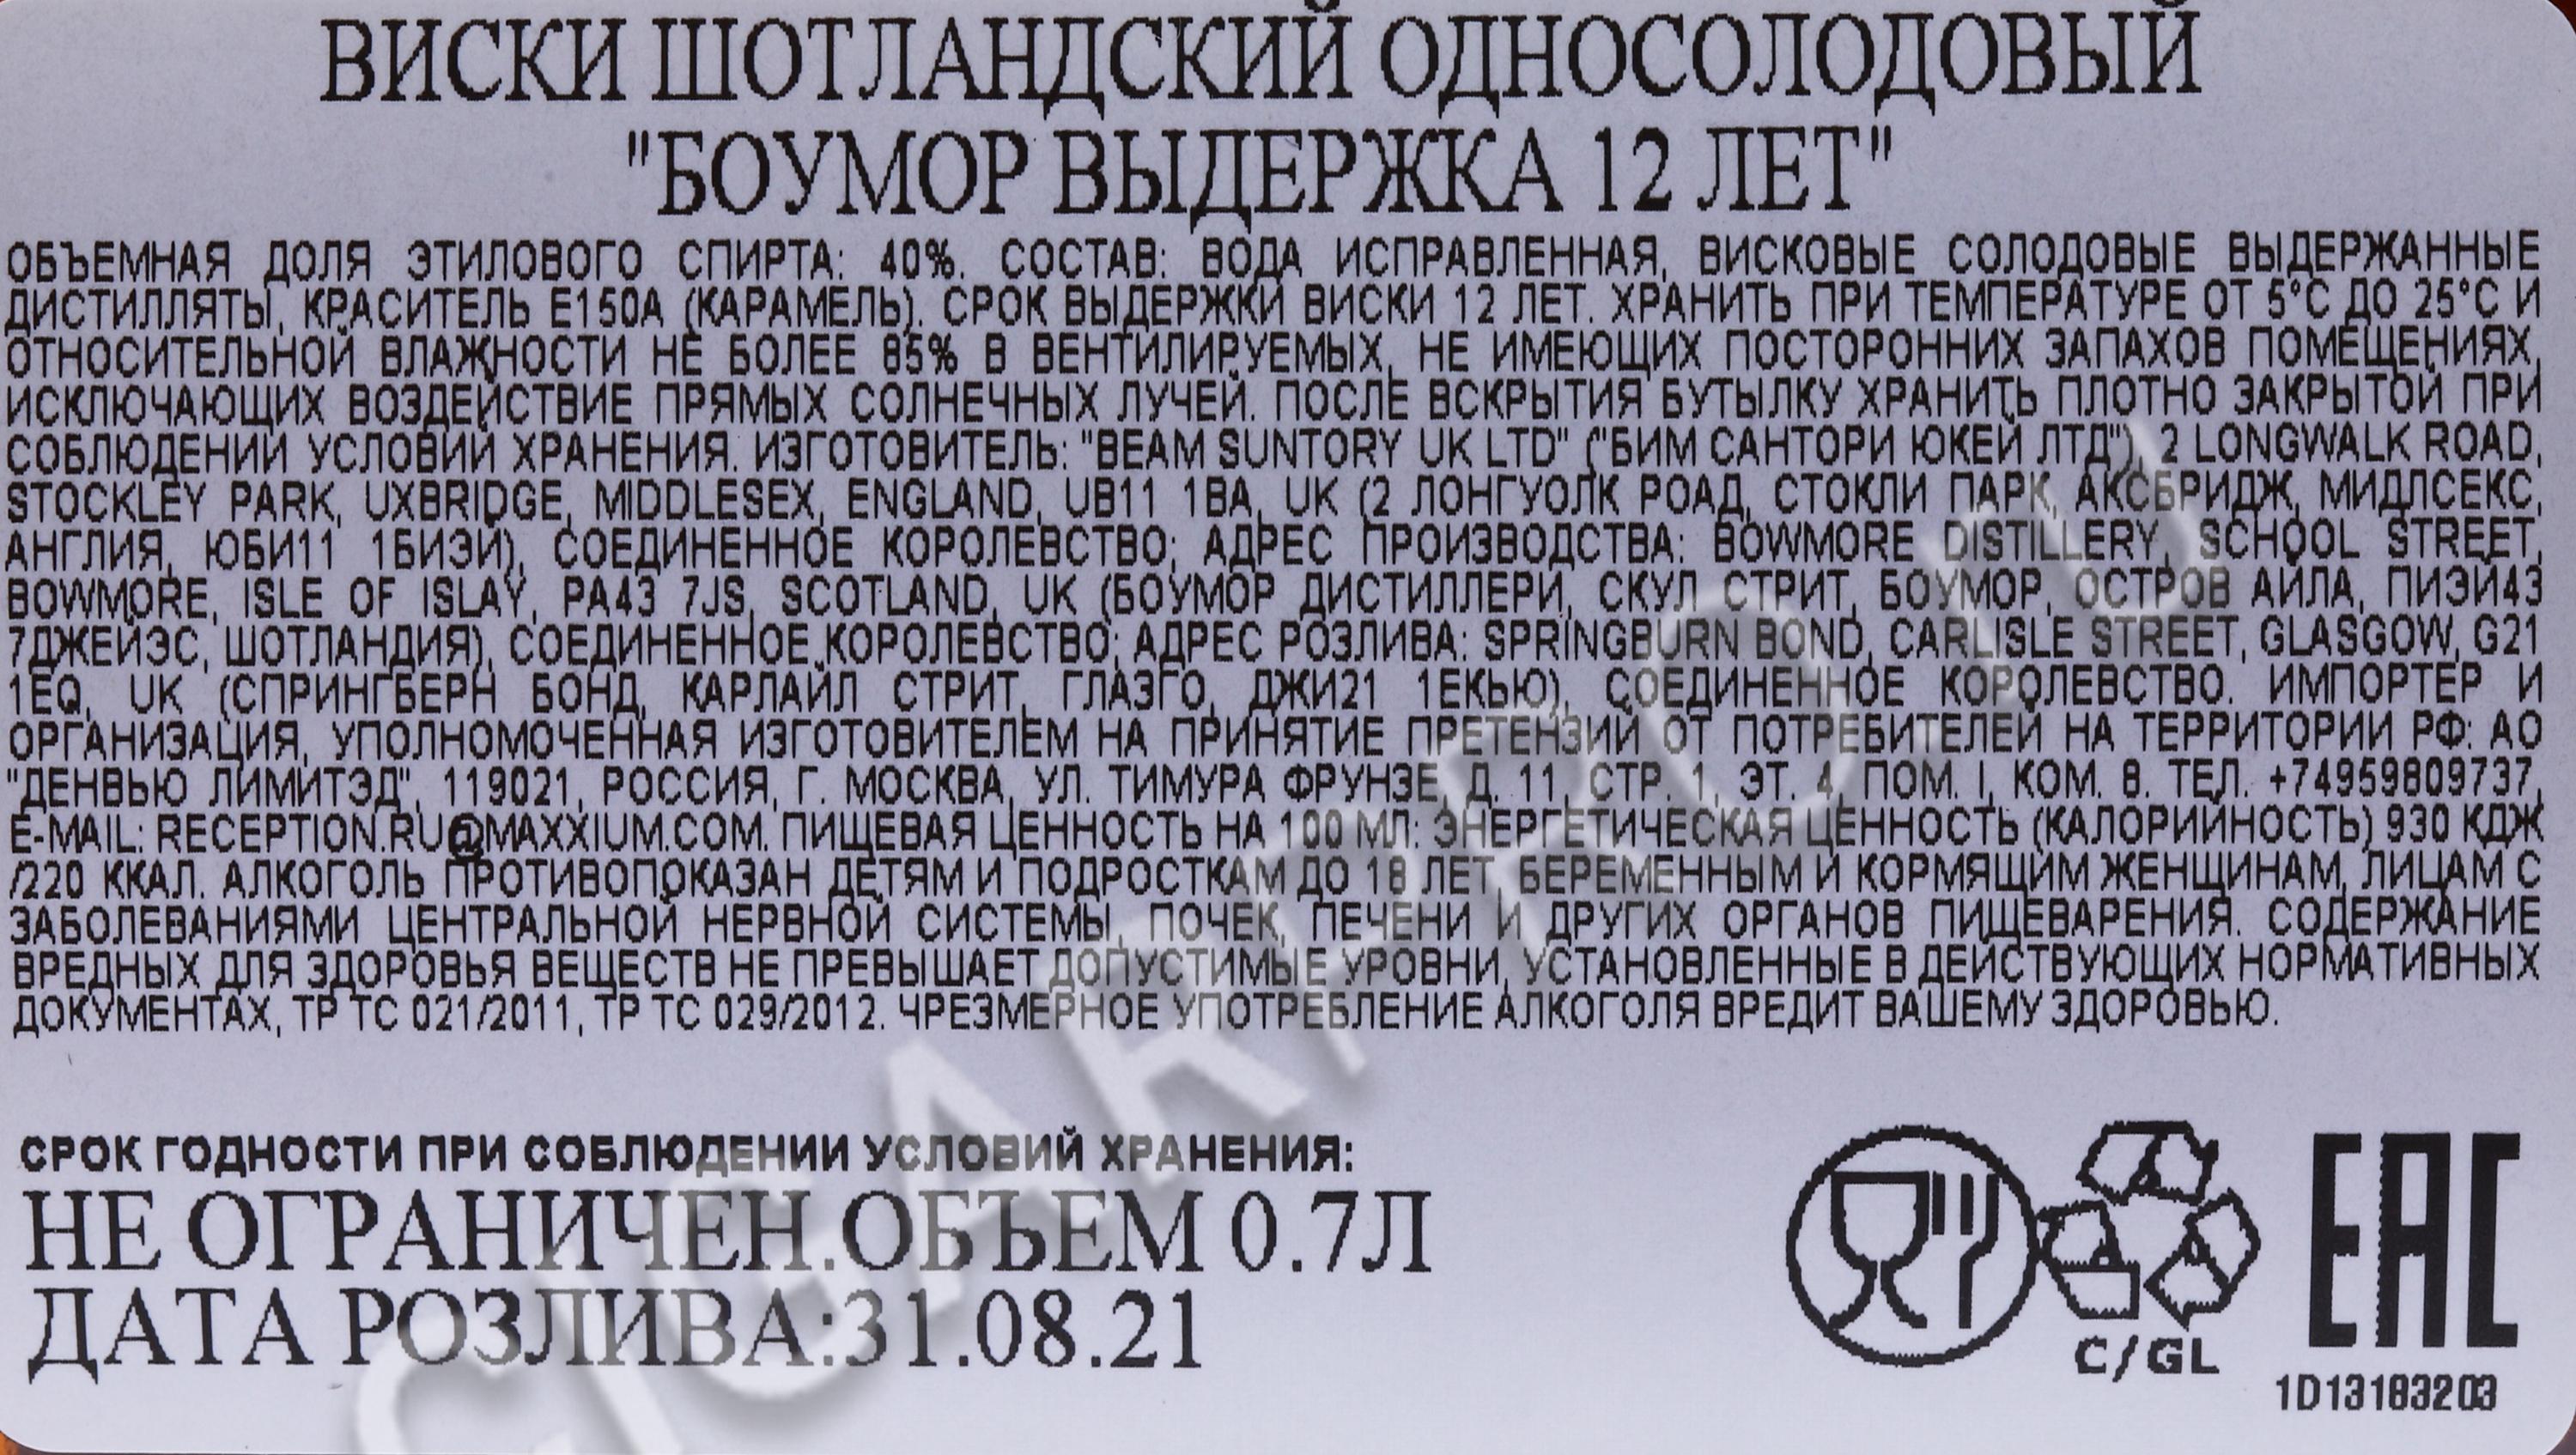 ВИСКИ ШОТЛАНДСКИЙ ОДНОСОЛОДОВЫЙ
"БОУМОР ВЫДЕРЖКА 12 ЛЕТ"
ОБЪЕМНАЯ ДОЛЯ ЭТИЛОВОГО СПИРТА: 40%. СОСТАВ: ВОДА ИСПРАВЛЕННАЯ, ВИСКОВЫЕ СОЛОДОВЫЕ ВЫДЕРЖАННЫЕ
ДИСТИЛЛЯТЫ, КРАСИТЕЛЬ Е150А (КАРАМЕЛЬ). СРОК ВЫДЕРЖКИ ВИСКИ 12 ЛЕТ. ХРАНИТЬ ПРИ ТЕМПЕРАТУРЕ ОТ 5°С ДО 25°С И
ОТНОСИТЕЛЬНОЙ ВЛАЖНОСТИ НЕ БОЛЕЕ 85% В ВЕНТИЛИРУЕМЫХ, НЕ ИМЕЮЩИХ ПОСТОРОННИХ ЗАПАХОВ ПОМЕЩЕНИЯХ,
ИСКЛЮЧАЮЩИХ ВОЗДЕЙСТВИЕ ПРЯМЫХ СОЛНЕЧНЫХ ЛУЧЕЙ. ПОСЛЕ ВСКРЫТИЯ БУТЫЛКУ ХРАНИТЬ ПЛОТНО ЗАКРЫТОЙ ПРИ
СОБЛЮДЕНИИ УСЛОВИЙ ХРАНЕНИЯ. ИЗГОТОВИТЕЛЬ: "BEAM SUNTORY UK LTD" ("БИМ САНТОРИ ЮКЕЙ ЛТД"), 2 LONGWALK ROAD,
STOCKLEY PARK, UXBRIDGE, MIDDLESEX, ENGLAND, UB11 1BA, UK (2 ЛОНГУОЛК РОАД, СТОКЛИ ПАРК, АКСБРИДЖ, МИДЛСЕКС,
АНГЛИЯ, ЮБИ11 1БИЭЙ), СОЕДИНЕННОЕ КОРОЛЕВСТВО; АДРЕС ПРОИЗВОДСТВА: BOWMORE DISTILLERY, SCHOOL STREET,
BOWMORE, ISLE OF ISLAY, PA43 7JS, SCOTLAND, UK (БОУМОР ДИСТИЛЛЕРИ, СКУЛ СТРИТ, БОУМОР, ОСТРОВ АЙЛА, ПИЭЙ43
7ДЖЕЙЭС, ШОТЛАНДИЯ), СОЕДИНЕННОЕ КОРОЛЕВСТВО; АДРЕС РОЗЛИВА: SPRINGBURN BOND, CARLISLE STREET, GLASGOW, G21
1EQ, UK (СПРИНГБЕРН БОНД, КАРЛАЙЛ СТРИТ, ГЛАЗГО, ДЖИ21 1ЕКЬЮ), СОЕДИНЕННОЕ КОРОЛЕВСТВО. ИМПОРТЕР И
ОРГАНИЗАЦИЯ, УПОЛНОМОЧЕННАЯ ИЗГОТОВИТЕЛЕМ НА ПРИНЯТИЕ ПРЕТЕНЗИЙ ОТ ПОТРЕБИТЕЛЕЙ НА ТЕРРИТОРИИ РФ: АО
"ДЕНВЬЮ ЛИМИТЭД", 119021, РОССИЯ, Г. МОСКВА, УЛ. ТИМУРА ФРУНЗЕ, Д. 11, СТР. 1, ЭТ. 4, ПОМ. I, КОМ. 8. ТЕЛ. +74959809737,
E-MAIL: RECEPTION.RU@MAXXIUM.COM. ПИЩЕВАЯ ЦЕННОСТЬ НА 100 МЛ: ЭНЕРГЕТИЧЕСКАЯ ЦЕННОСТЬ (КАЛОРИЙНОСТЬ) 930 КДЖ
/220 ККАЛ. АЛКОГОЛЬ ПРОТИВОПОКАЗАН ДЕТЯМ И ПОДРОСТКАМ ДО 18 ЛЕТ, БЕРЕМЕННЫМ И КОРМЯЩИМ ЖЕНЩИНАМ, ЛИЦАМ С
ЗАБОЛЕВАНИЯМИ ЦЕНТРАЛЬНОЙ НЕРВНОЙ СИСТЕМЫ, ПОЧЕК, ПЕЧЕНИ И ДРУГИХ ОРГАНОВ ПИЩЕВАРЕНИЯ. СОДЕРЖАНИЕ
ВРЕДНЫХ ДЛЯ ЗДОРОВЬЯ ВЕЩЕСТВ НЕ ПРЕВЫШАЕТ ДОПУСТИМЫЕ УРОВНИ, УСТАНОВЛЕННЫЕ В ДЕЙСТВУЮЩИХ НОРМАТИВНЫХ
ДОКУМЕНТАХ, ТР ТС 021/2011, ТР ТС 029/2012. ЧРЕЗМЕРНОЕ УПОТРЕБЛЕНИЕ АЛКОГОЛЯ ВРЕДИТ ВАШЕМУ ЗДОРОВЬЮ.
СРОК ГОДНОСТИ ПРИ СОБЛЮДЕНИИ УСЛОВИЙ ХРАНЕНИЯ:
НЕ ОГРАНИЧЕН.ОБЪЕМ 0.7Л
ДАТА РОЗЛИВА:31.08.21
EAC
C/GL
1D13183203
CIGARPRO.RU